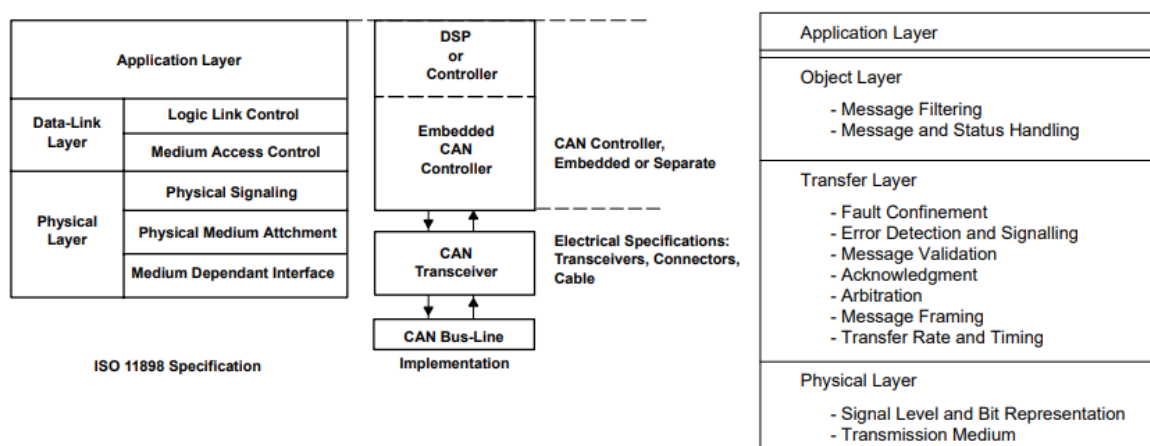 Application Layer
Data-Link
Layer
Logic Link Control
Medium Access Control
Physical
Layer
Physical Signaling
Physical Medium Attchment
Medium Dependant Interface
ISO 11898 Specification
DSP
or
Controller
Embedded
CAN
Controller
CAN
Transceiver
CAN Bus-Line
Implementation
CAN Controller,
Embedded or Separate
Electrical Specifications:
Transceivers, Connectors,
Cable
Application Layer
Object Layer
- Message Filtering
- Message and Status Handling
Transfer Layer
- Fault Confinement
- Error Detection and Signalling
- Message Validation
- Acknowledgment
- Arbitration
- Message Framing
- Transfer Rate and Timing
Physical Layer
- Signal Level and Bit Representation
- Transmission Medium